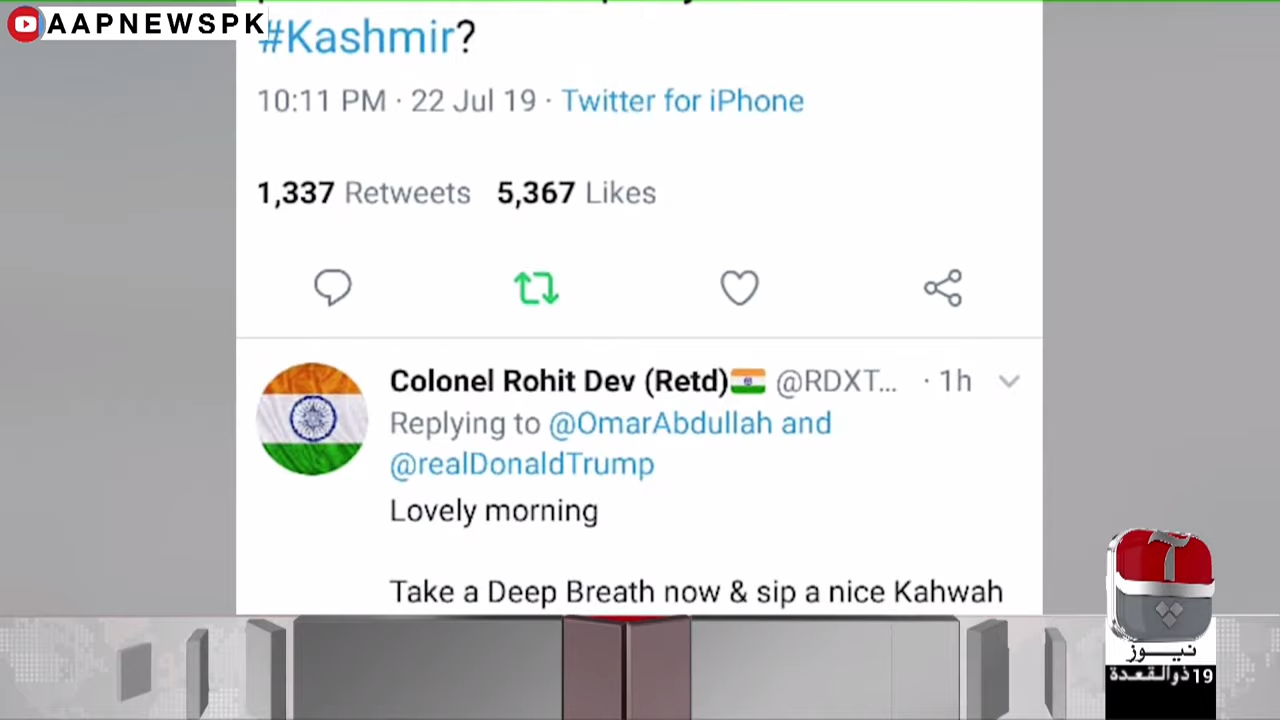 AAPNEWSPK
#Kashmir?
10:11 PM · 22 Jul 19 · Twitter for iPhone
1,337 Retweets 5,367 Likes
Colonel Rohit Dev (Retd)🇮🇳 @RDXT... · 1h
Replying to @OmarAbdullah and
@realDonaldTrump
Lovely morning
Take a Deep Breath now & sip a nice Kahwah
نیوز
19 ذوالقعدة